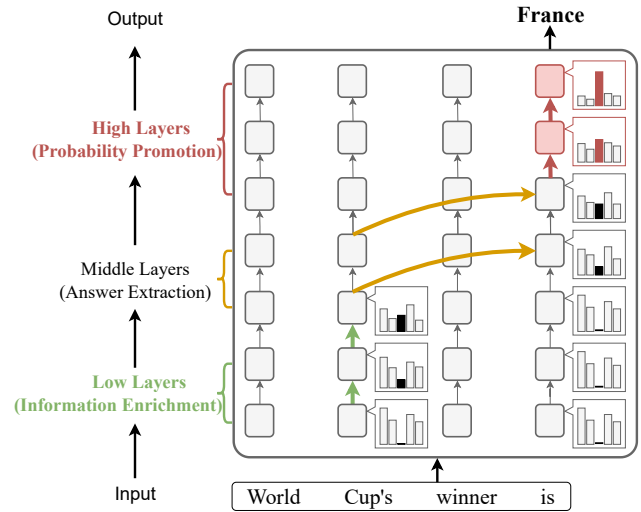 Output
France
High Layers
(Probability Promotion)
Middle Layers
(Answer Extraction)
Low Layers
(Information Enrichment)
Input
World Cup's winner is